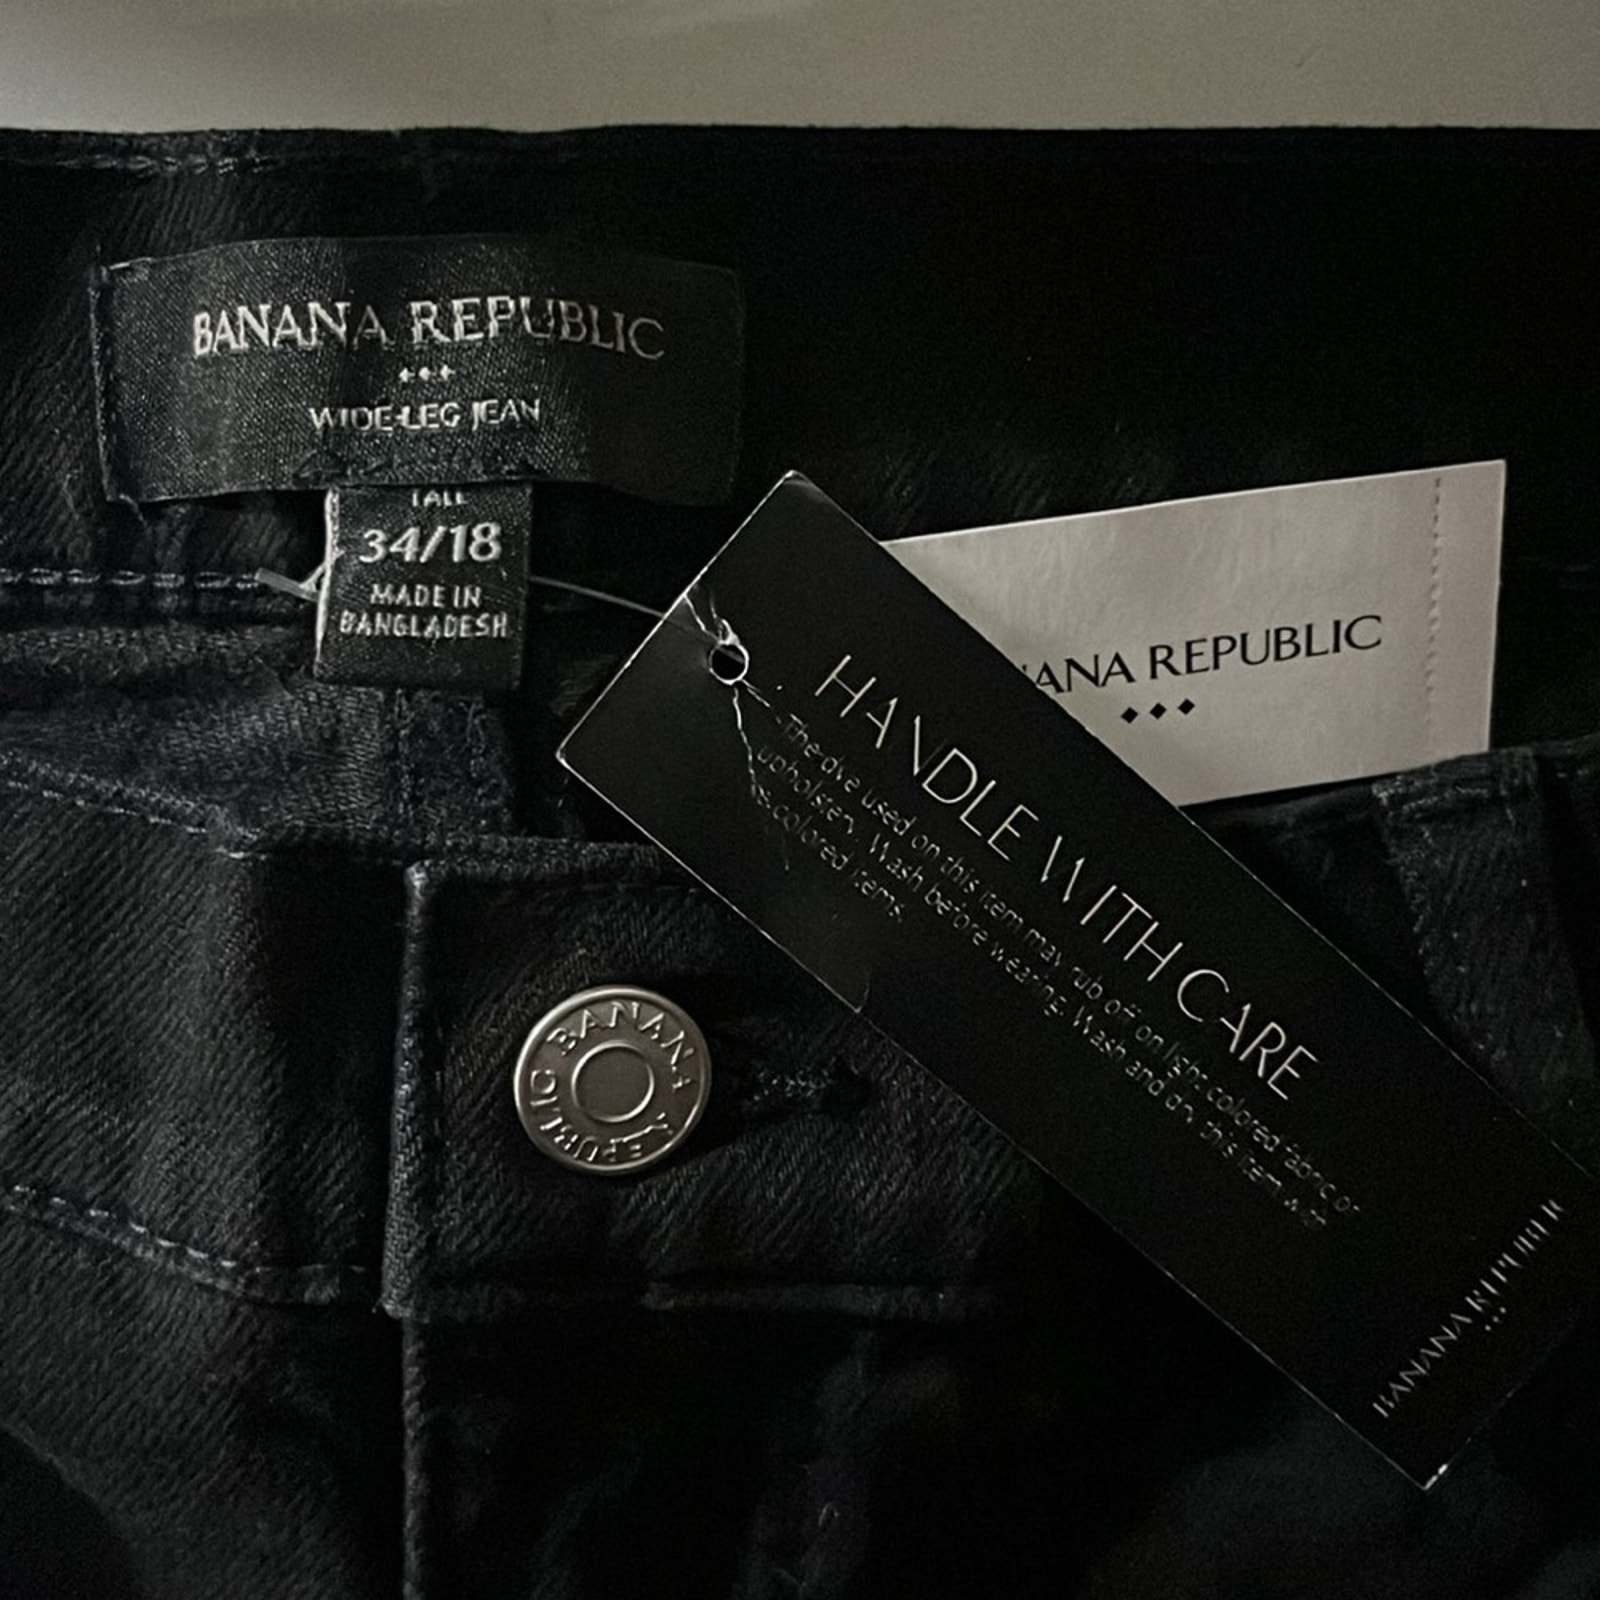 BANANA REPUBLIC
WIDE-LEG JEAN
TALL
34/18
MADE IN
BANGLADESH
ANA REPUBLIC
HANDLE WITH CARE
The dye used on this item may rub off on light colored fabric or
upholsery. Wash before wearing. Wash and dry this item with
like-colored items.
BANANA REPUBLIC
BANANA REPUBLIC